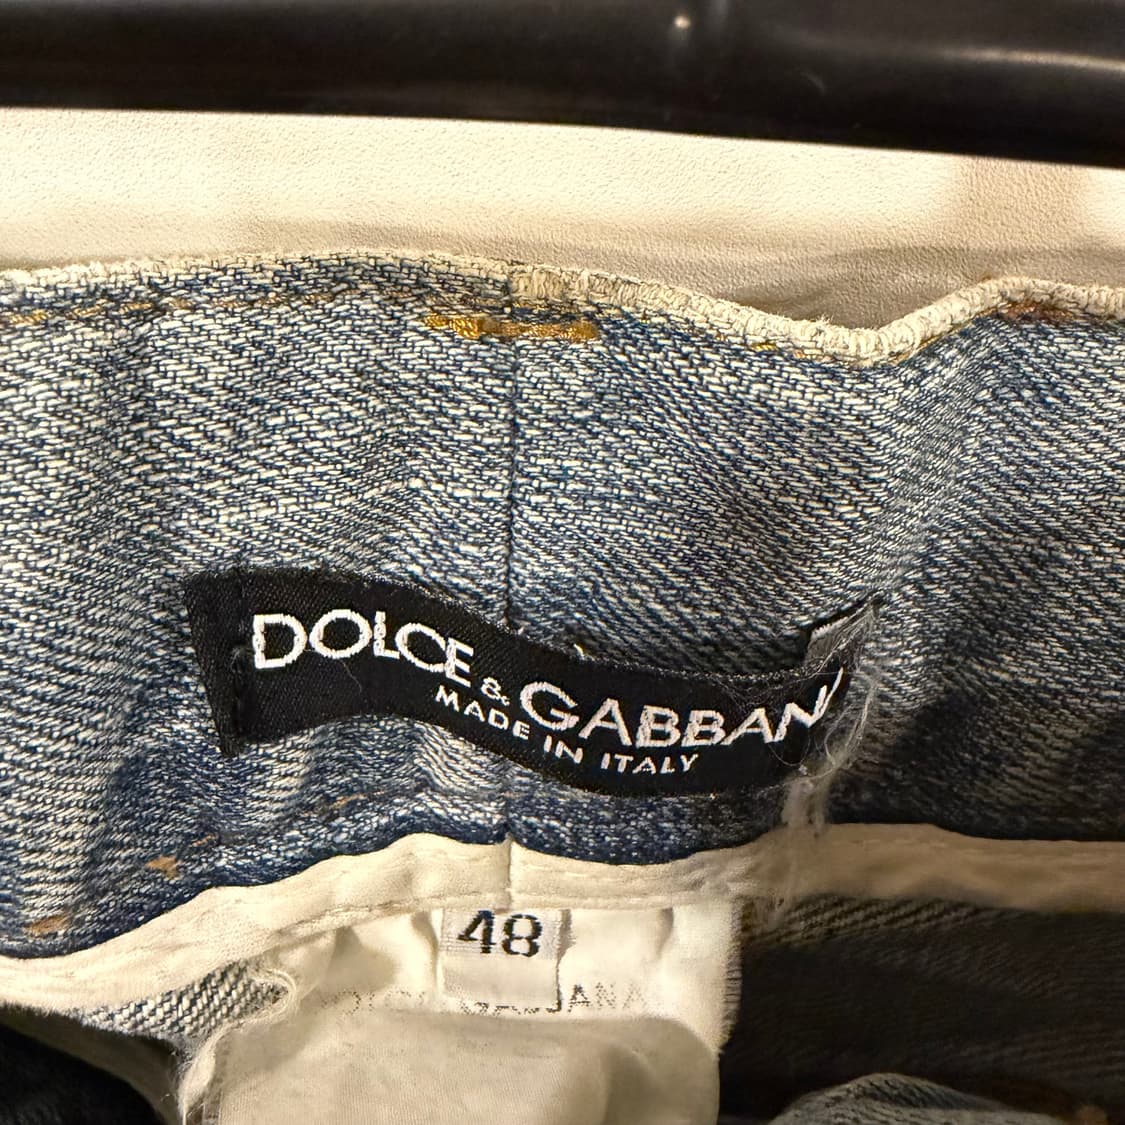 DOLCE & GABBAN
MADE IN ITALY
48